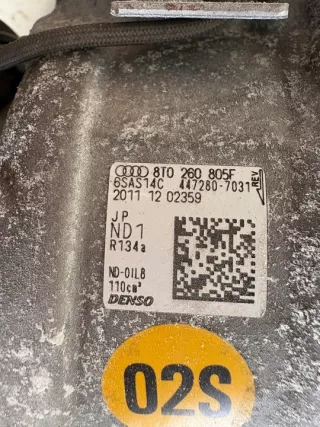 8T0 260 805F
6SAS14C 447280-7031 REV
2011 12 02359
JP
ND1
R134a
ND-OIL8
110cm³
DENSO
02S